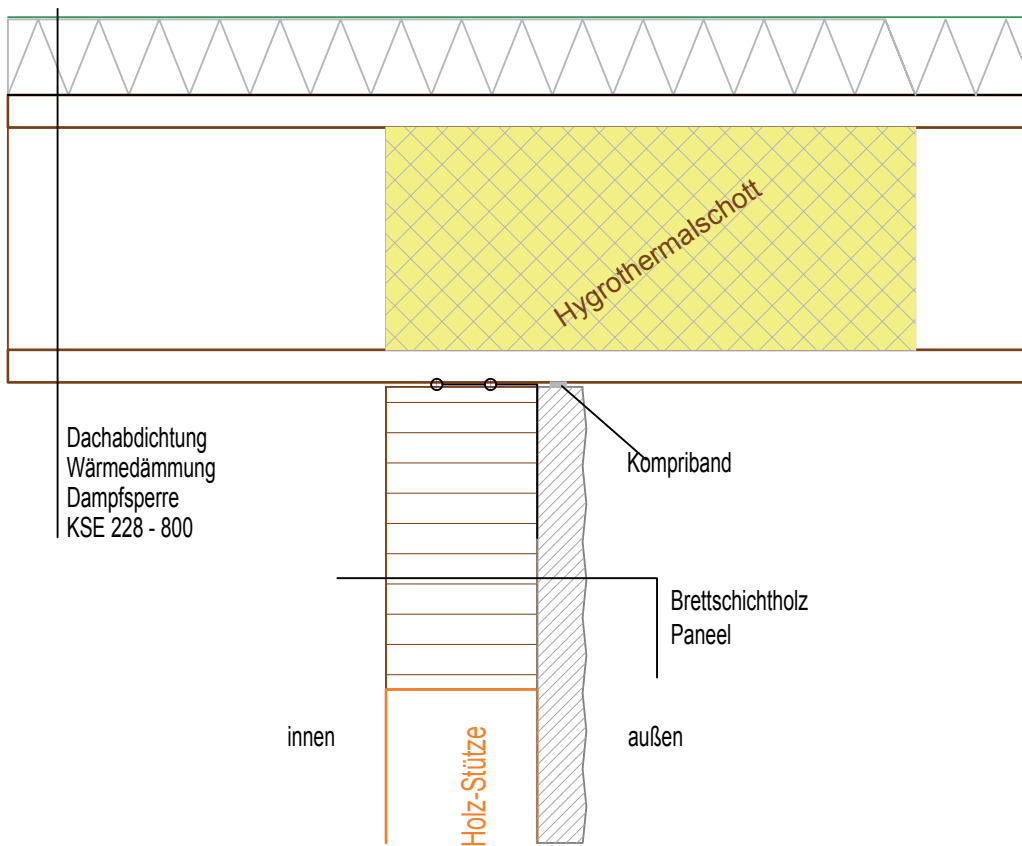 Hygrothermalschott
Dachabdichtung
Wärmedämmung
Dampfsperre
KSE 228 - 800
Kompriband
Brettschichtholz
Paneel
innen
Holz-Stütze
außen